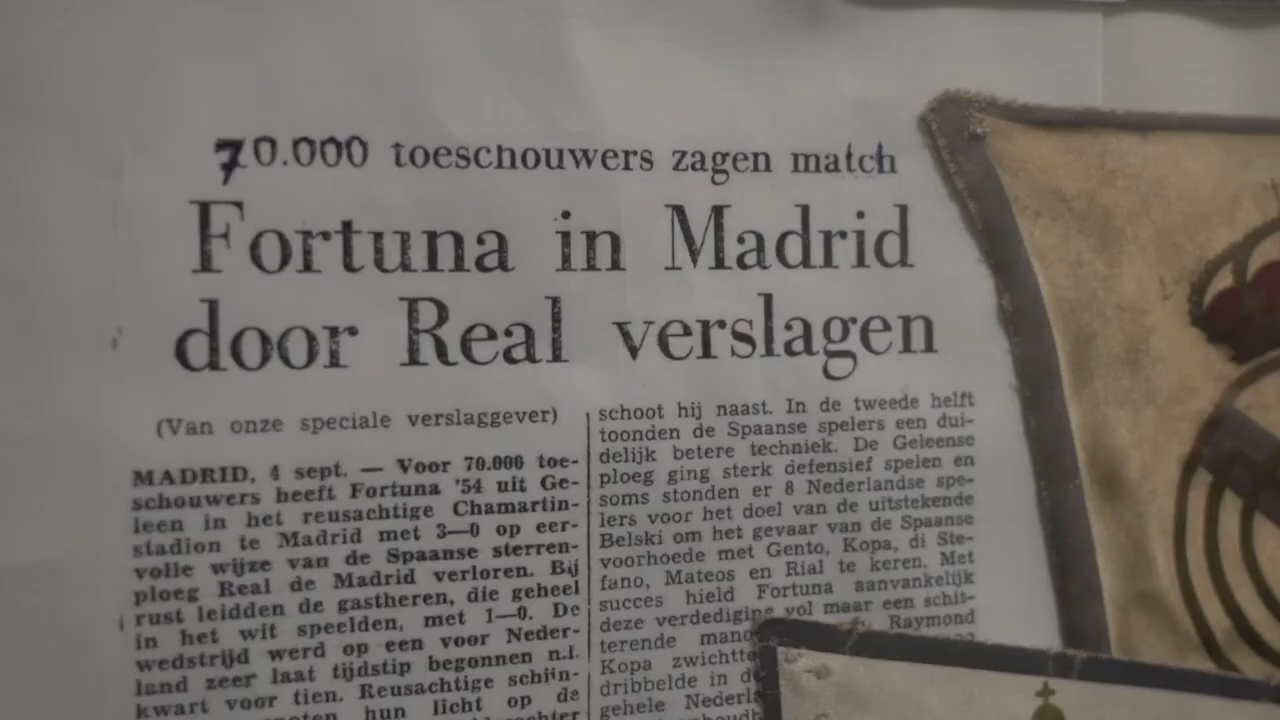 70.000 toeschouwers zagen match
Fortuna in Madrid
door Real verslagen
(Van onze speciale verslaggever)
MADRID, 4 sept. — Voor 70.000 toe-
schouwers heeft Fortuna '54 uit Ge-
leen in het reusachtige Chamartin-
stadion te Madrid met 3—0 op eer-
volle wijze van de Spaanse sterren-
ploeg Real de Madrid verloren. Bij
rust leidden de gastheren, die geheel
in het wit speelden, met 1—0. De
wedstrijd werd op een voor Neder-
land zeer laat tijdstip begonnen n.l.
kwart voor tien. Reusachtige schijn-
hun licht op de
schoot hij naast. In de tweede helft
toonden de Spaanse spelers een dui-
delijk betere techniek. De Geleense
ploeg ging sterk defensief spelen en
soms stonden er 8 Nederlandse spe-
lers voor het doel van de uitstekende
Belski om het gevaar van de Spaanse
voorhoede met Gento, Kopa, di Ste-
fano, Mateos en Rial te keren. Met
succes hield Fortuna aanvankelijk
deze verdediging vol maar een schit-
terende Raymond
Kopa
dribbelde in
gehele